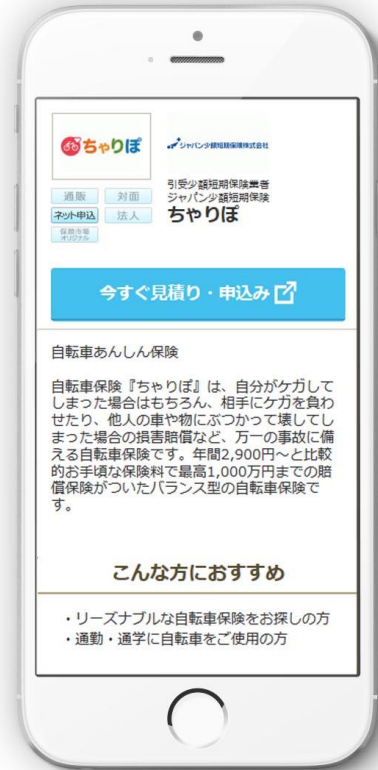 ちゃりぽ
ジャパン少額短期保険株式会社
通販 対面
ネット申込 法人
保険市場
オリジナル
引受少額短期保険業者
ジャパン少額短期保険
ちゃりぽ
今すぐ見積り・申込み
自転車あんしん保険
自転車保険『ちゃりぽ』は、自分がケガして
しまった場合はもちろん、相手にケガを負わ
せたり、他人の車や物にぶつかって壊してし
まった場合の損害賠償など、万一の事故に備
える自転車保険です。年間2,900円～と比較
的お手頃な保険料で最高1,000万円までの賠
償保険がついたバランス型の自転車保険で
す。
こんな方におすすめ
・リーズナブルな自転車保険をお探しの方
・通勤・通学に自転車をご使用の方